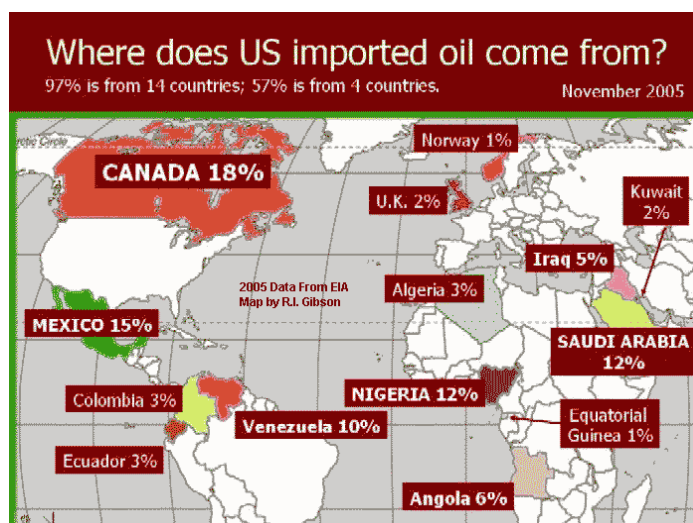 Where does US imported oil come from?
97% is from 14 countries; 57% is from 4 countries.
November 2005
Circle
Norway 1%
CANADA 18%
U.K. 2%
Kuwait
2%
Iraq 5%
2005 Data From EIA
Map by R.I. Gibson
Algeria 3%
MEXICO 15%
SAUDI ARABIA
12%
NIGERIA 12%
Colombia 3%
Venezuela 10%
Equatorial
Guinea 1%
Ecuador 3%
Angola 6%